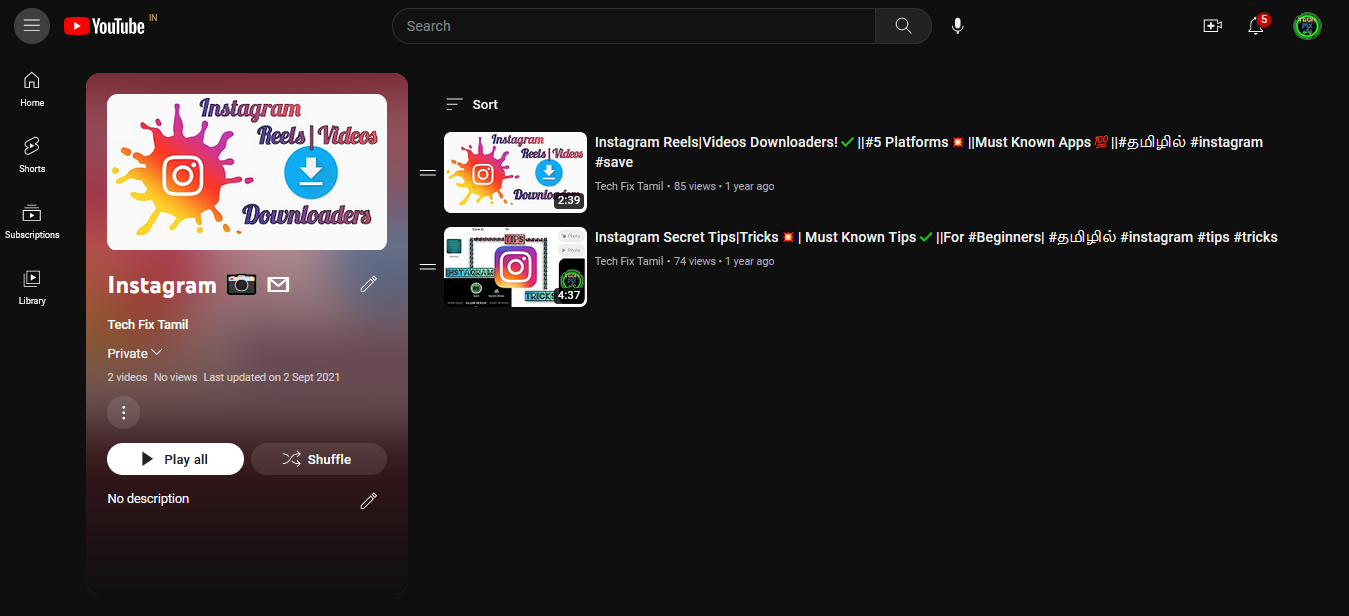 YouTube IN
Search
5
Home
Shorts
Subscriptions
Library
Instagram
Reels | Videos
Downloaders
Instagram 📷 ✉
Tech Fix Tamil
Private
2 videos No views Last updated on 2 Sept 2021
Play all
Shuffle
No description
Sort
Instagram
Reels | Videos
Downloaders
2:39
Instagram Reels|Videos Downloaders! ✔ ||#5 Platforms 💥 ||Must Known Apps 💯 ||#தமிழில் #instagram
#save
Tech Fix Tamil • 85 views • 1 year ago
TIPS
INSTAGRAM
TRICKS
4:37
Instagram Secret Tips|Tricks 💥 | Must Known Tips ✔ ||For #Beginners| #தமிழில் #instagram #tips #tricks
Tech Fix Tamil • 74 views • 1 year ago